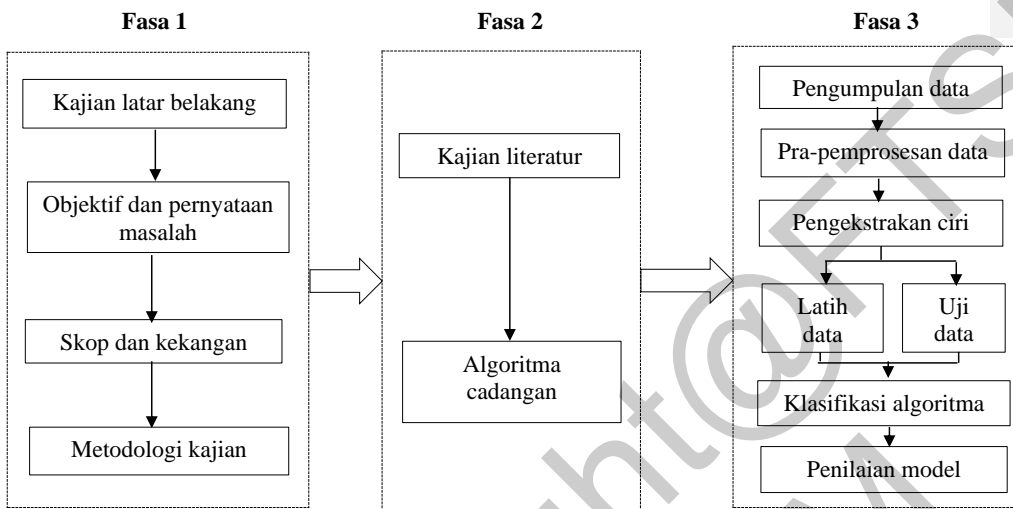 Fasa 1
Kajian latar belakang
Objektif dan pernyataan
masalah
Skop dan kekangan
Metodologi kajian
Fasa 2
Kajian literatur
Algoritma
cadangan
Fasa 3
Pengumpulan data
Pra-pemprosesan data
Pengekstrakan ciri
Latih
data
Uji
data
Klasifikasi algoritma
Penilaian model